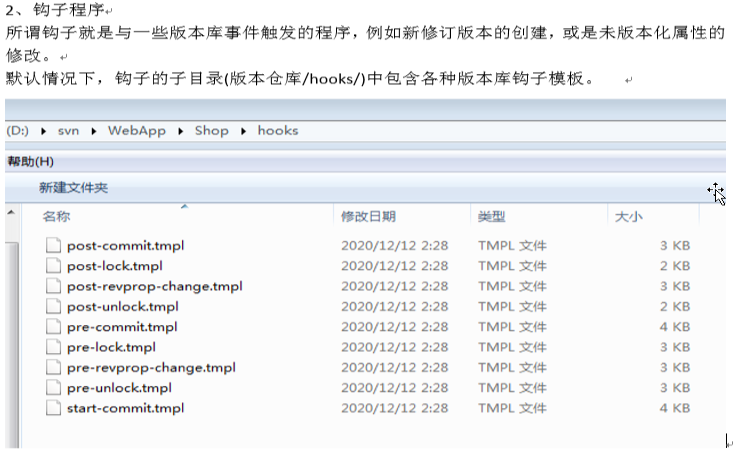 2、钩子程序
所谓钩子就是与一些版本库事件触发的程序，例如新修订版本的创建，或是未版本化属性的
修改。
默认情况下，钩子的子目录(版本仓库/hooks/)中包含各种版本库钩子模板。
(D:) ▸ svn ▸ WebApp ▸ Shop ▸ hooks
帮助(H)
新建文件夹
名称 修改日期 类型 大小
post-commit.tmpl 2020/12/12 2:28 TMPL 文件 3 KB
post-lock.tmpl 2020/12/12 2:28 TMPL 文件 2 KB
post-revprop-change.tmpl 2020/12/12 2:28 TMPL 文件 3 KB
post-unlock.tmpl 2020/12/12 2:28 TMPL 文件 2 KB
pre-commit.tmpl 2020/12/12 2:28 TMPL 文件 4 KB
pre-lock.tmpl 2020/12/12 2:28 TMPL 文件 3 KB
pre-revprop-change.tmpl 2020/12/12 2:28 TMPL 文件 3 KB
pre-unlock.tmpl 2020/12/12 2:28 TMPL 文件 3 KB
start-commit.tmpl 2020/12/12 2:28 TMPL 文件 4 KB